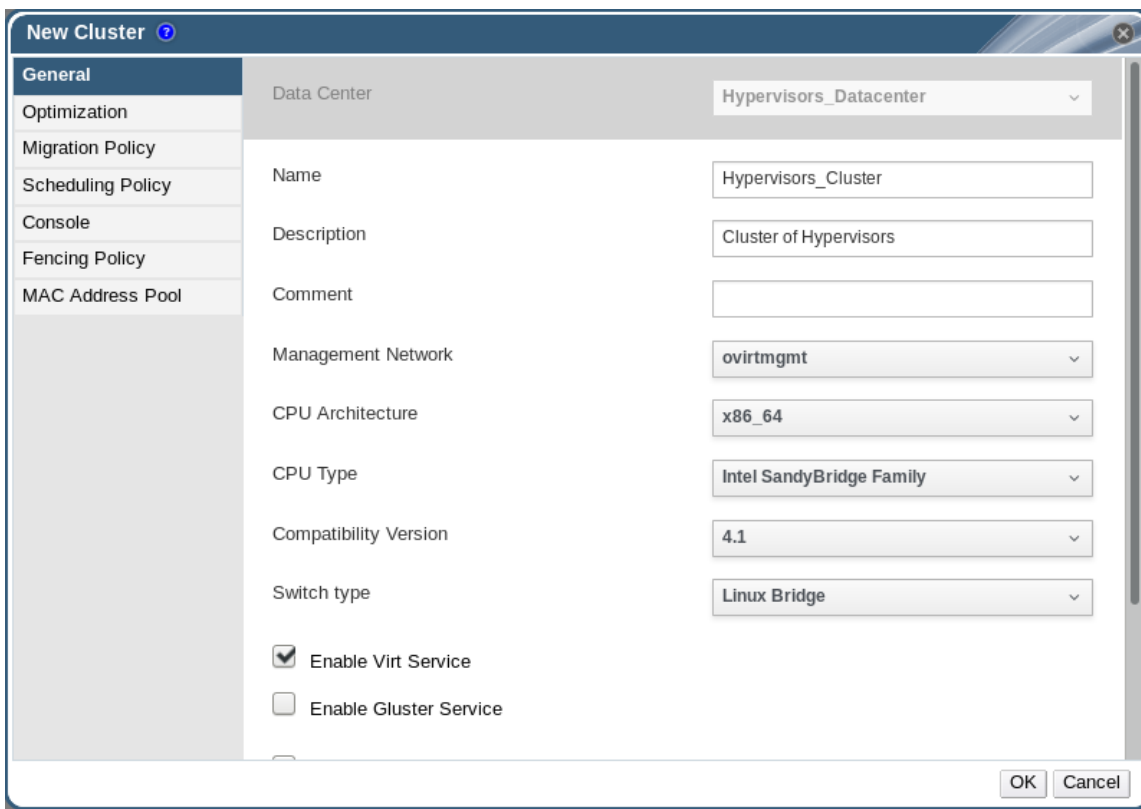 New Cluster ?
General
Optimization
Migration Policy
Scheduling Policy
Console
Fencing Policy
MAC Address Pool
Data Center Hypervisors_Datacenter
Name Hypervisors_Cluster
Description Cluster of Hypervisors
Comment
Management Network ovirtmgmt
CPU Architecture x86_64
CPU Type Intel SandyBridge Family
Compatibility Version 4.1
Switch type Linux Bridge
Enable Virt Service
Enable Gluster Service
OK Cancel